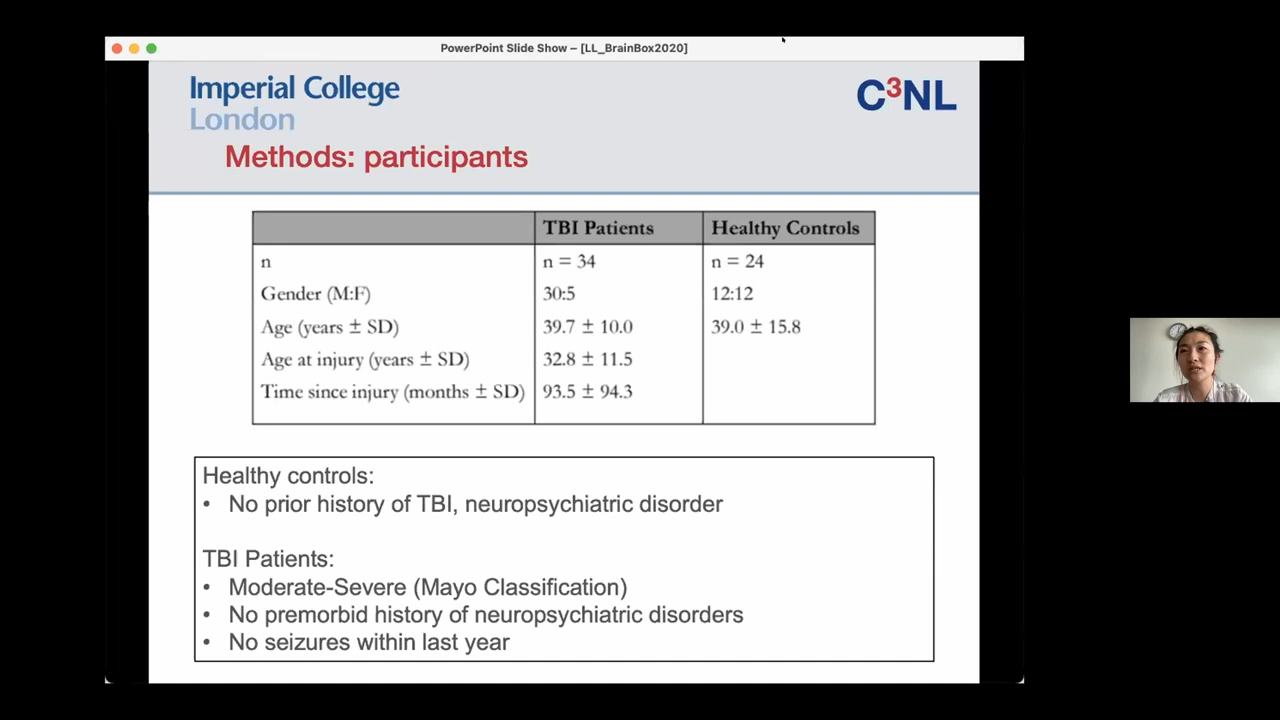 PowerPoint Slide Show – [LL_BrainBox2020]
Imperial College
London
C³NL
Methods: participants
TBI Patients Healthy Controls
n n = 34 n = 24
Gender (M:F) 30:5 12:12
Age (years ± SD) 39.7 ± 10.0 39.0 ± 15.8
Age at injury (years ± SD) 32.8 ± 11.5
Time since injury (months ± SD) 93.5 ± 94.3
Healthy controls:
• No prior history of TBI, neuropsychiatric disorder
TBI Patients:
• Moderate-Severe (Mayo Classification)
• No premorbid history of neuropsychiatric disorders
• No seizures within last year